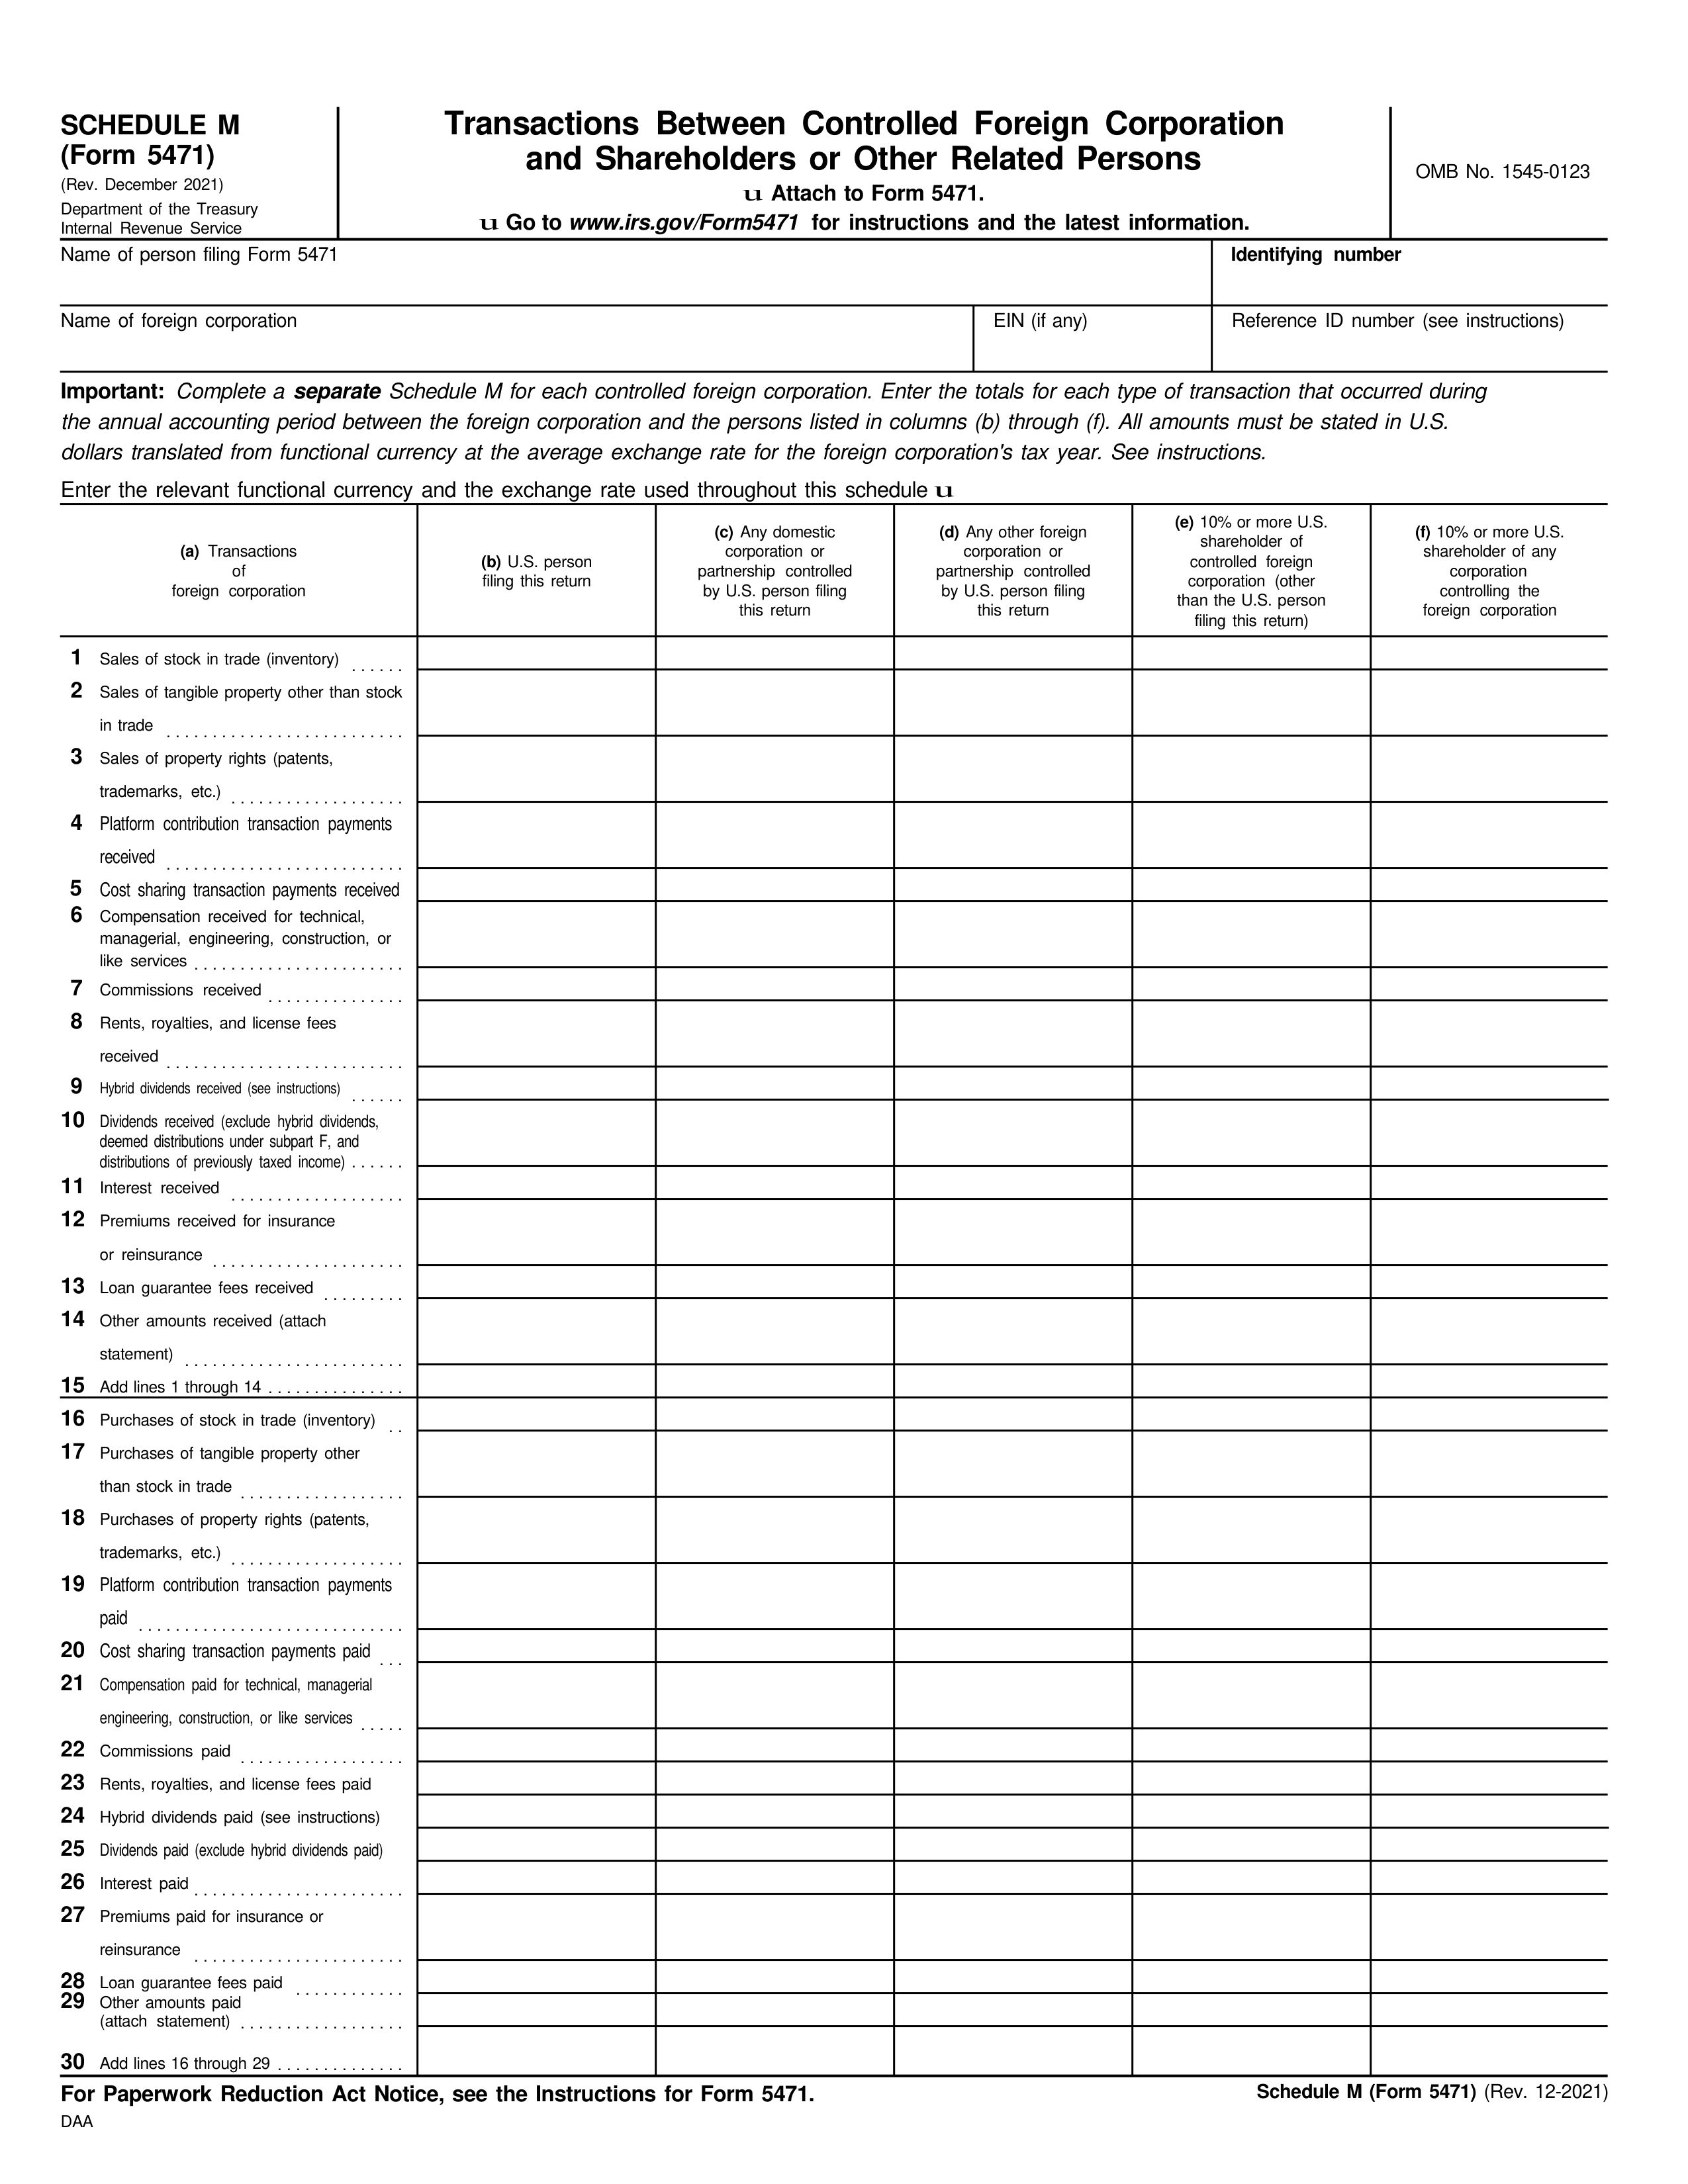 SCHEDULE M
(Form 5471)
(Rev. December 2021)
Department of the Treasury
Internal Revenue Service
Transactions Between Controlled Foreign Corporation
and Shareholders or Other Related Persons
u Attach to Form 5471.
u Go to www.irs.gov/Form5471 for instructions and the latest information.
OMB No. 1545-0123
Name of person filing Form 5471
Identifying number
Name of foreign corporation
EIN (if any)
Reference ID number (see instructions)
Important: Complete a separate Schedule M for each controlled foreign corporation. Enter the totals for each type of transaction that occurred during
the annual accounting period between the foreign corporation and the persons listed in columns (b) through (f). All amounts must be stated in U.S.
dollars translated from functional currency at the average exchange rate for the foreign corporation's tax year. See instructions.
Enter the relevant functional currency and the exchange rate used throughout this schedule u
(a) Transactions
of
foreign corporation
(b) U.S. person
filing this return
(c) Any domestic
corporation or
partnership controlled
by U.S. person filing
this return
(d) Any other foreign
corporation or
partnership controlled
by U.S. person filing
this return
(e) 10% or more U.S.
shareholder of
controlled foreign
corporation (other
than the U.S. person
filing this return)
(f) 10% or more U.S.
shareholder of any
corporation
controlling the
foreign corporation
1 Sales of stock in trade (inventory) ......
2 Sales of tangible property other than stock
in trade ..........................
3 Sales of property rights (patents,
trademarks, etc.) ...................
4 Platform contribution transaction payments
received ..........................
5 Cost sharing transaction payments received
6 Compensation received for technical,
managerial, engineering, construction, or
like services .......................
7 Commissions received ...............
8 Rents, royalties, and license fees
received ..........................
9 Hybrid dividends received (see instructions) ......
10 Dividends received (exclude hybrid dividends,
deemed distributions under subpart F, and
distributions of previously taxed income) ......
11 Interest received ...................
12 Premiums received for insurance
or reinsurance .....................
13 Loan guarantee fees received .........
14 Other amounts received (attach
statement) ........................
15 Add lines 1 through 14 ...............
16 Purchases of stock in trade (inventory) ..
17 Purchases of tangible property other
than stock in trade ..................
18 Purchases of property rights (patents,
trademarks, etc.) ...................
19 Platform contribution transaction payments
paid .............................
20 Cost sharing transaction payments paid ...
21 Compensation paid for technical, managerial
engineering, construction, or like services .....
22 Commissions paid ..................
23 Rents, royalties, and license fees paid
24 Hybrid dividends paid (see instructions)
25 Dividends paid (exclude hybrid dividends paid)
26 Interest paid .......................
27 Premiums paid for insurance or
reinsurance .......................
28 Loan guarantee fees paid ............
29 Other amounts paid
(attach statement) ..................
30 Add lines 16 through 29 ..............
For Paperwork Reduction Act Notice, see the Instructions for Form 5471.
Schedule M (Form 5471) (Rev. 12-2021)
DAA